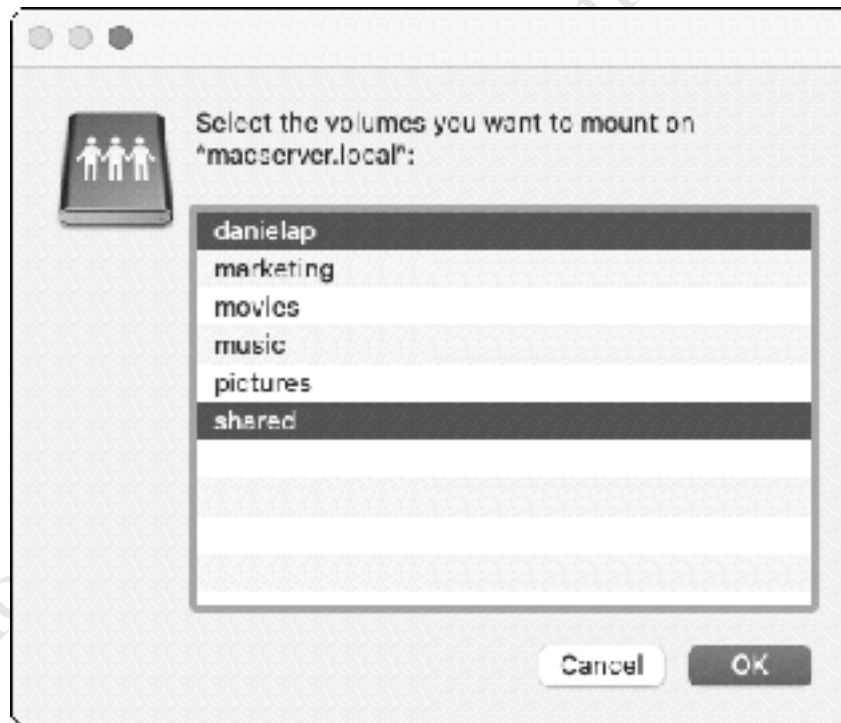 Select the volumes you want to mount on
"macserver.local":
danielap
marketing
movies
music
pictures
shared
Cancel
OK